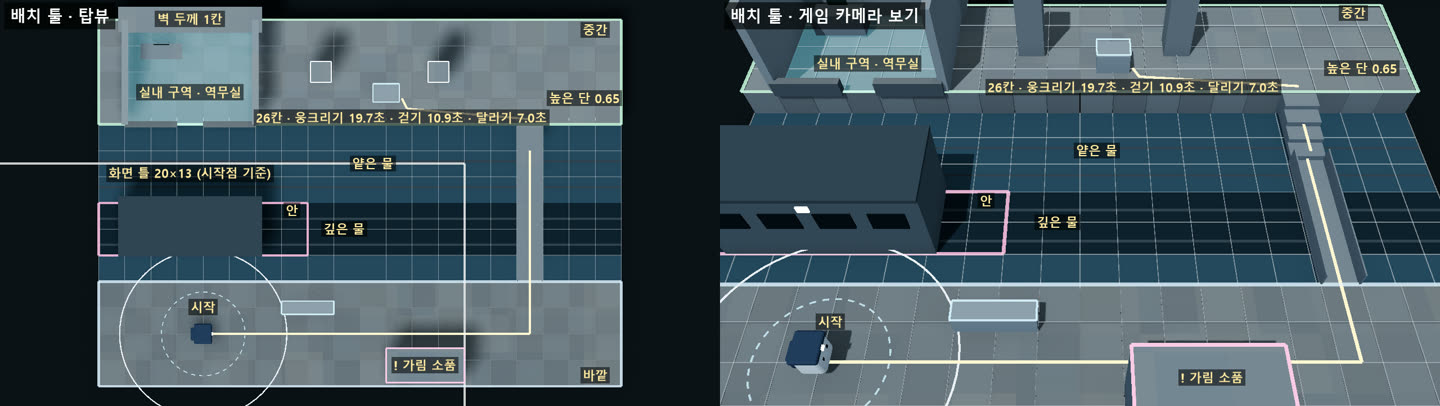 배치 툴 · 탑뷰
벽 두께 1칸
중간
실내 구역 · 역무실
높은 단 0.65
26칸 · 웅크리기 19.7초 · 걷기 10.9초 · 달리기 7.0초
얕은 물
화면 틀 20×13 (시작점 기준)
안
깊은 물
시작
! 가림 소품
바깥
배치 툴 · 게임 카메라 보기
중간
실내 구역 · 역무실
높은 단 0.65
26칸 · 웅크리기 19.7초 · 걷기 10.9초 · 달리기 7.0초
얕은 물
안
깊은 물
시작
! 가림 소품